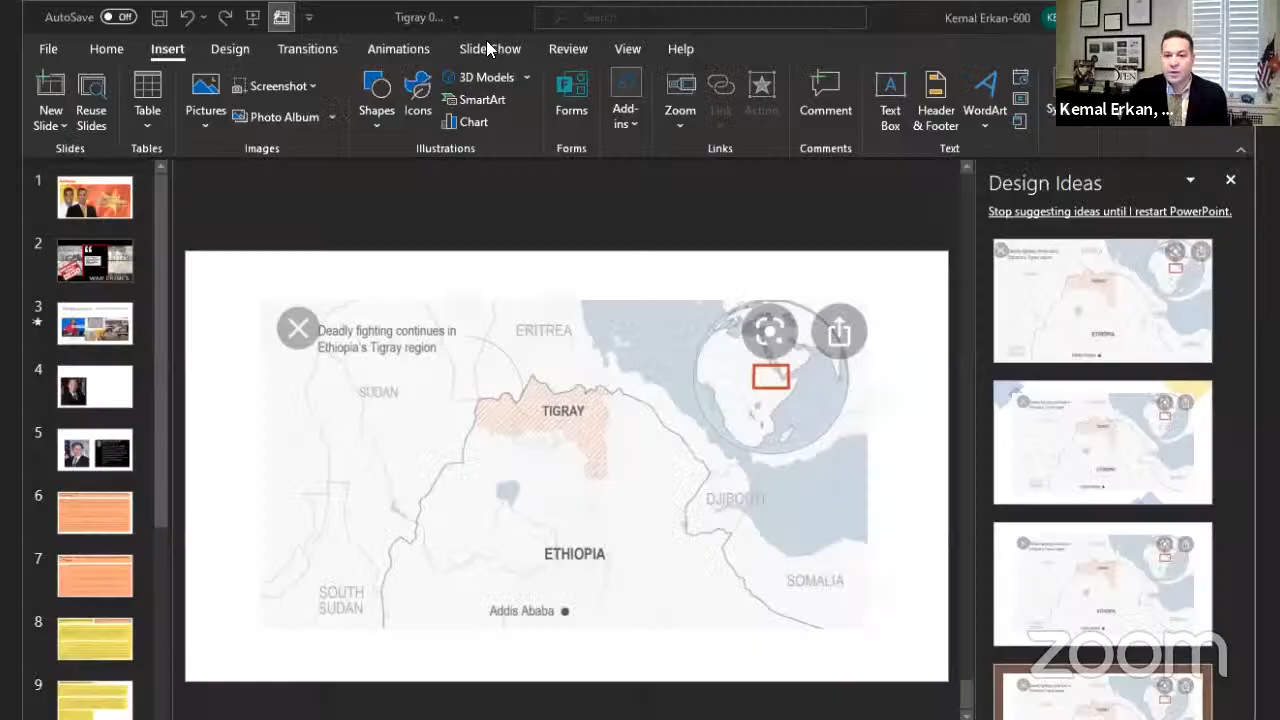 AutoSave
Off
Tigray 0...
Search
Kemal Erkan-600
KE
File
Home
Insert
Design
Transitions
Animations
Slide Show
Review
View
Help
New
Slide
Reuse
Slides
Slides
Table
Tables
Pictures
Screenshot
Photo Album
Images
Shapes
Icons
3D Models
SmartArt
Chart
Illustrations
Forms
Forms
Add-
ins
Zoom
Link
Action
Links
Comment
Comments
Text
Box
Header
& Footer
WordArt
Text
OPEN
Kemal Erkan, ...
1
2
3
4
5
6
7
8
9
Deadly fighting continues in
Ethiopia's Tigray region
ERITREA
SUDAN
TIGRAY
DJIBOUTI
ETHIOPIA
SOMALIA
SOUTH
SUDAN
Addis Ababa
Design Ideas
Stop suggesting ideas until I restart PowerPoint.
zoom